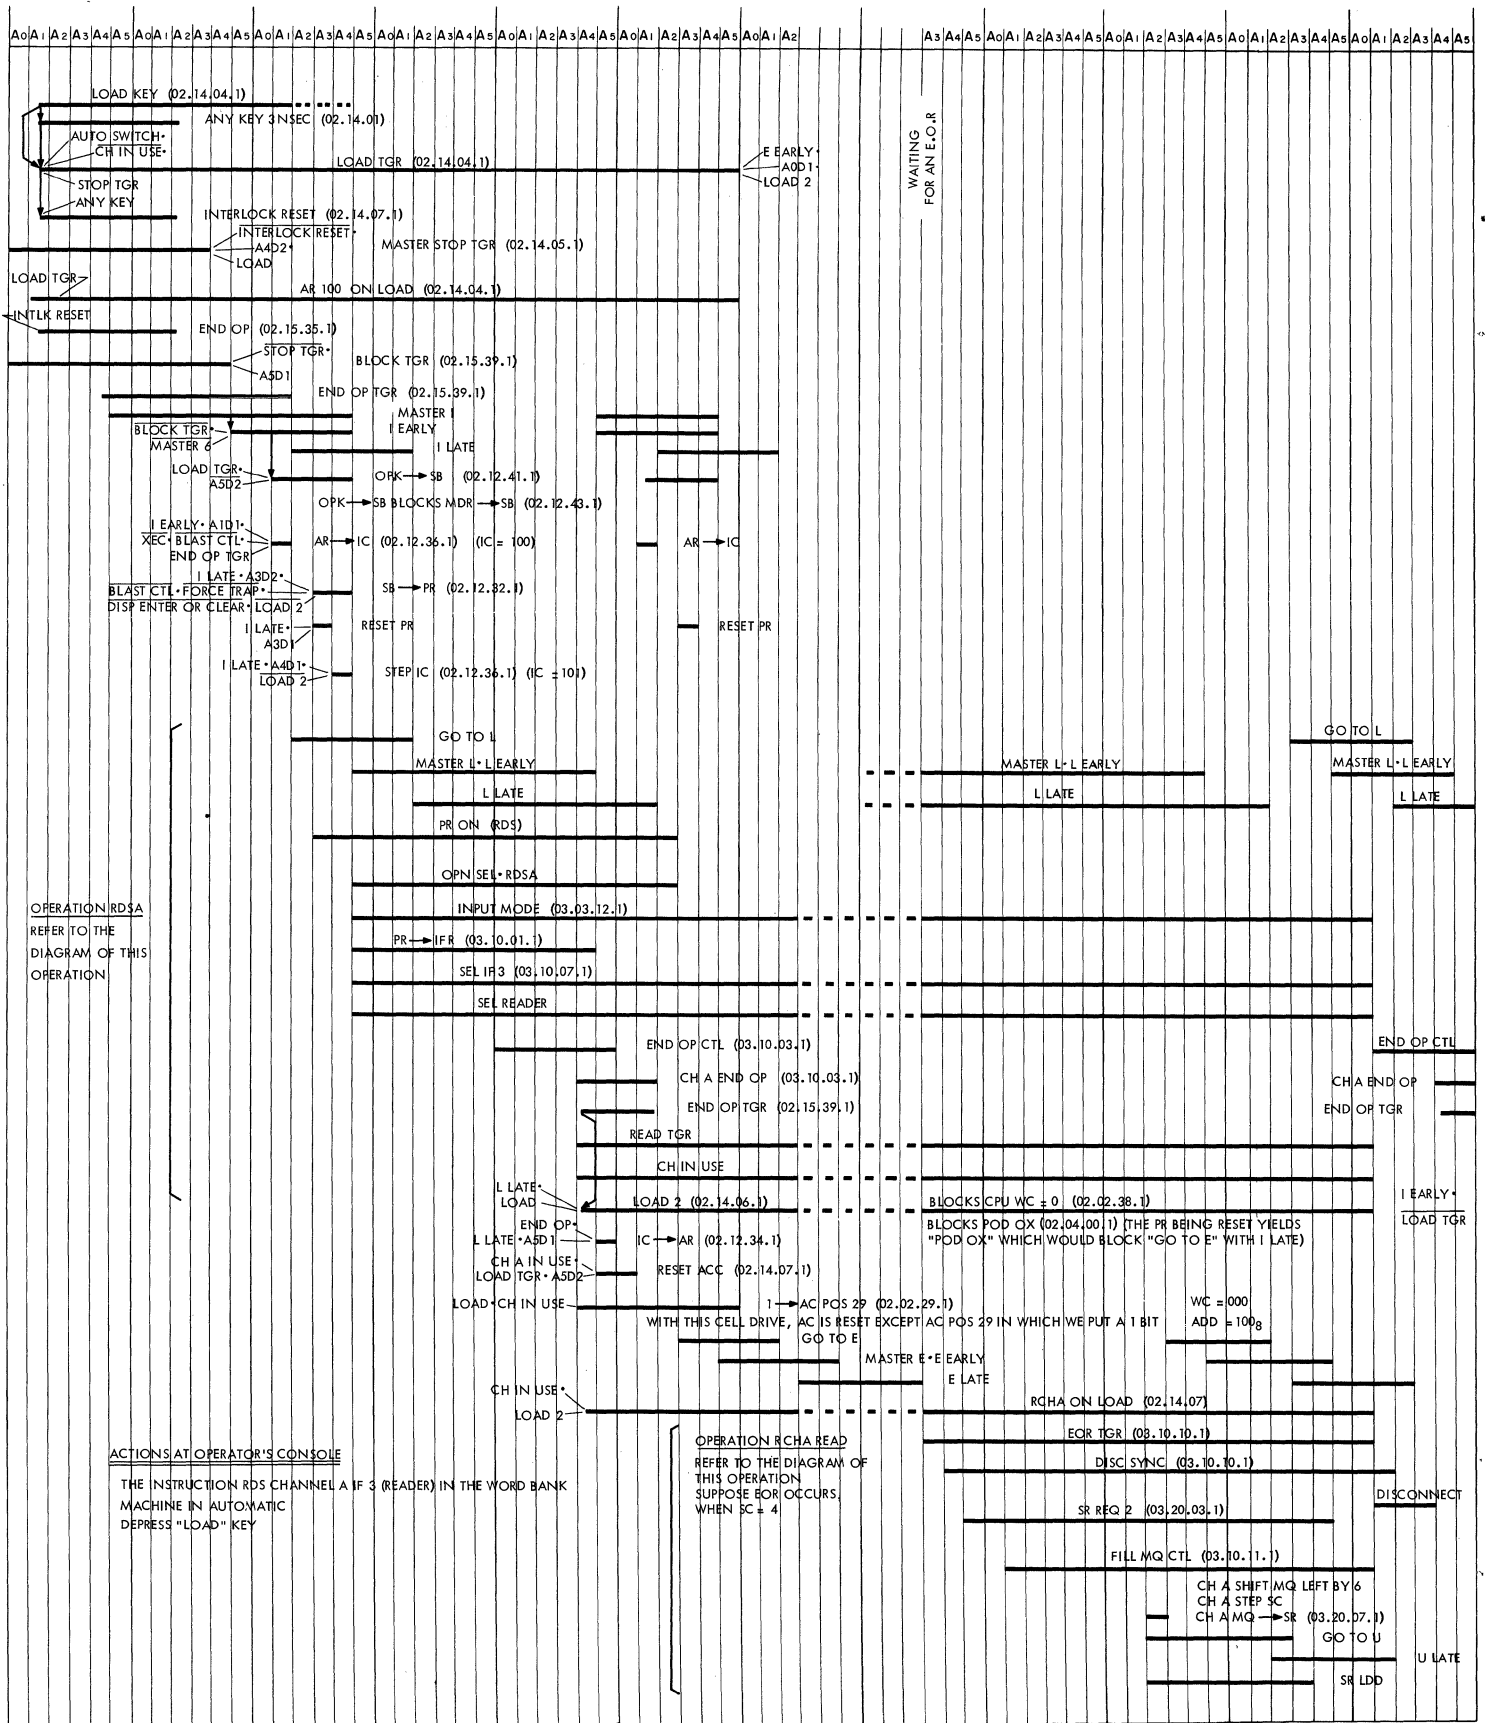 A0 A1 A2 A3 A4 A5 A0 A1 A2 A3 A4 A5 A0 A1 A2 A3 A4 A5 A0 A1 A2 A3 A4 A5 A0 A1 A2 A3 A4 A5 A0 A1 A2 A3 A4 A5 A0 A1 A2 A3 A4 A5 A0 A1 A2 A3 A4 A5 A0 A1 A2 A3 A4 A5 A0 A1 A2 A3 A4 A5 A0 A1 A2 A3 A4 A5
LOAD KEY (02.14.04.1)
ANY KEY 3NSEC (02.14.01)
AUTO SWITCH•
CH IN USE•
LOAD TGR (02.14.04.1)
E EARLY•
A0D1•
LOAD 2
WAITING
FOR AN E.O.R
STOP TGR
ANY KEY
INTERLOCK RESET (02.14.07.1)
INTERLOCK RESET•
A4D2•
LOAD
MASTER STOP TGR (02.14.05.1)
LOAD TGR
AR 100 ON LOAD (02.14.04.1)
INTLK RESET
END OP (02.15.35.1)
STOP TGR•
A5D1
BLOCK TGR (02.15.39.1)
END OP TGR (02.15.39.1)
MASTER I
BLOCK TGR•
MASTER 6
I EARLY
I LATE
LOAD TGR•
A5D2
OPK→SB (02.12.41.1)
OPK→SB BLOCKS MDR→SB (02.12.43.1)
I EARLY•A1D1•
XEC•BLAST CTL•
END OP TGR
AR→IC (02.12.36.1) (IC = 100)
AR→IC
I LATE•A3D2•
BLAST CTL•FORCE TRAP•
DISP ENTER OR CLEAR•LOAD 2
SB→PR (02.12.32.1)
I LATE•
A3D1
RESET PR
RESET PR
I LATE•A4D1•
LOAD 2
STEP IC (02.12.36.1) (IC =101)
GO TO L
GO TO L
MASTER L•L EARLY
MASTER L•L EARLY
MASTER L•L EARLY
L LATE
L LATE
L LATE
PR ON (RDS)
OPN SEL•RDSA
OPERATION RDSA
REFER TO THE
DIAGRAM OF THIS
OPERATION
INPUT MODE (03.03.12.1)
PR→IFR (03.10.01.1)
SEL IF3 (03.10.07.1)
SEL READER
END OP CTL (03.10.03.1)
END OP CTL
CH A END OP (03.10.03.1)
CH A END OP
END OP TGR (02.15.39.1)
END OP TGR
READ TGR
CH IN USE
L LATE•
LOAD
LOAD 2 (02.14.06.1)
BLOCKS CPU WC = 0 (02.02.38.1)
I EARLY•
LOAD TGR
BLOCKS POD OX (02.04.00.1) (THE PR BEING RESET YIELDS
"POD OX" WHICH WOULD BLOCK "GO TO E" WITH I LATE)
END OP•
L LATE•A5D1
IC→AR (02.12.34.1)
CH A IN USE•
LOAD TGR•A5D2
RESET ACC (02.14.07.1)
LOAD•CH IN USE
1→AC POS 29 (02.02.29.1)
WC = 000
WITH THIS CELL DRIVE, AC IS RESET EXCEPT AC POS 29 IN WHICH WE PUT A 1 BIT
ADD = 100₈
GO TO E
MASTER E•E EARLY
E LATE
CH IN USE•
LOAD 2
RCHA ON LOAD (02.14.07)
OPERATION RCHA READ
REFER TO THE DIAGRAM OF
THIS OPERATION
SUPPOSE EOR OCCURS,
WHEN SC = 4
EOR TGR (03.10.10.1)
DISC SYNC (03.10.10.1)
DISCONNECT
ACTIONS AT OPERATOR'S CONSOLE
THE INSTRUCTION RDS CHANNEL A IF 3 (READER) IN THE WORD BANK
MACHINE IN AUTOMATIC
DEPRESS "LOAD" KEY
SR REQ 2 (03.20.03.1)
FILL MQ CTL (03.10.11.1)
CH A SHIFT MQ LEFT BY 6
CH A STEP SC
CH A MQ→SR (03.20.07.1)
GO TO U
U LATE
SR LDD